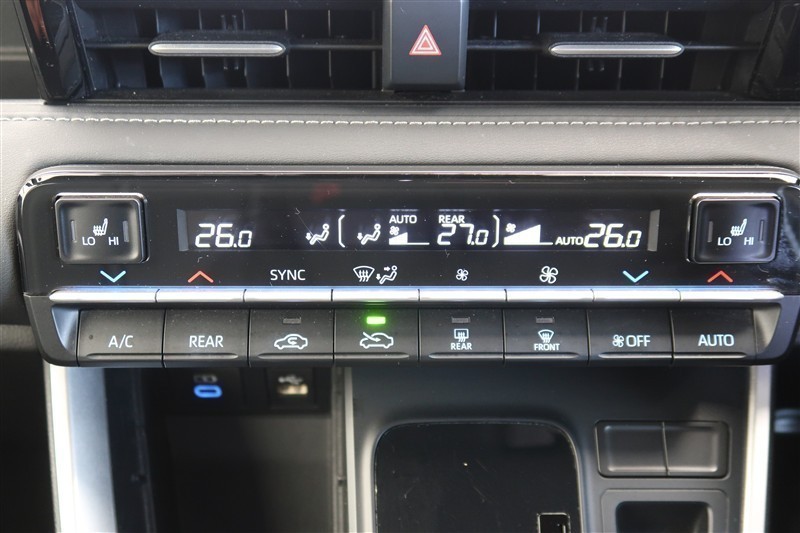 AUTO REAR
LO HI 26.0 27.0 AUTO 26.0 LO HI
SYNC
A/C REAR REAR FRONT OFF AUTO